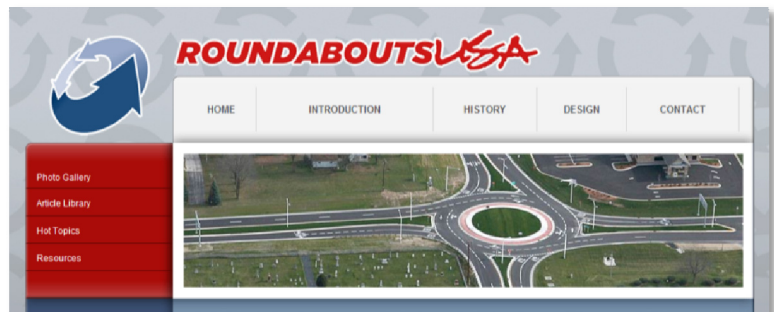 ROUNDABOUTSUSA
HOME INTRODUCTION HISTORY DESIGN CONTACT
Photo Gallery
Article Library
Hot Topics
Resources